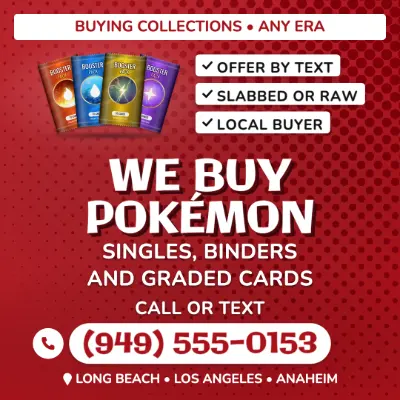 BUYING COLLECTIONS • ANY ERA
BOOSTER BOOSTER BOOSTER BOOSTER
✓ OFFER BY TEXT
✓ SLABBED OR RAW
✓ LOCAL BUYER
WE BUY
POKÉMON
SINGLES, BINDERS
AND GRADED CARDS
CALL OR TEXT
(949) 555-0153
LONG BEACH • LOS ANGELES • ANAHEIM